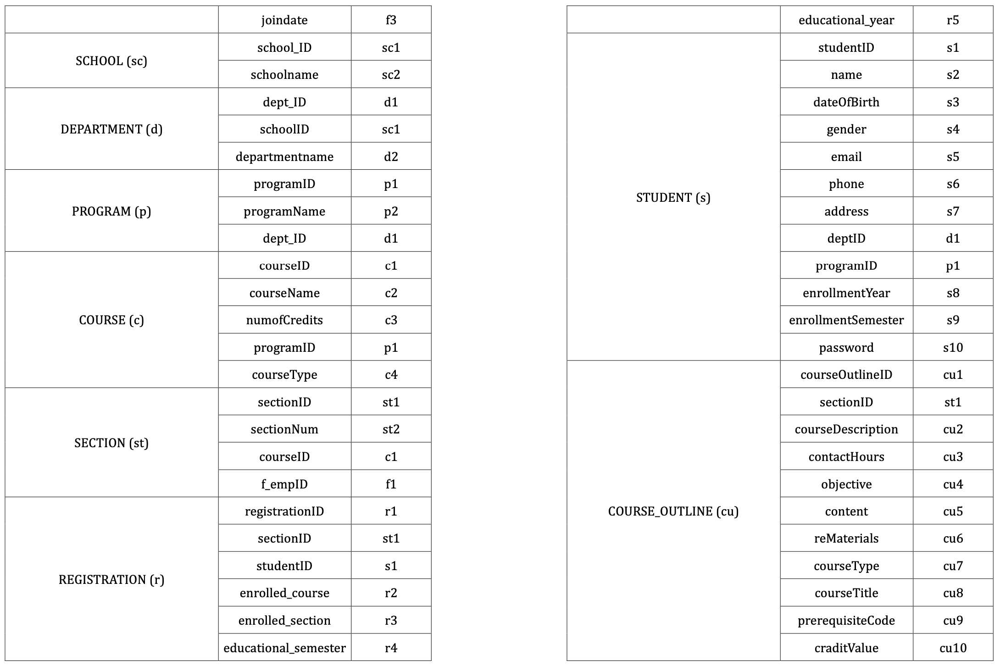 joindate f3
SCHOOL (sc)
school_ID sc1
schoolname sc2
DEPARTMENT (d)
dept_ID d1
schoolID sc1
departmentname d2
PROGRAM (p)
programID p1
programName p2
dept_ID d1
COURSE (c)
courseID c1
courseName c2
numofCredits c3
programID p1
courseType c4
SECTION (st)
sectionID st1
sectionNum st2
courseID c1
f_empID f1
REGISTRATION (r)
registrationID r1
sectionID st1
studentID s1
enrolled_course r2
enrolled_section r3
educational_semester r4
educational_year r5
STUDENT (s)
studentID s1
name s2
dateOfBirth s3
gender s4
email s5
phone s6
address s7
deptID d1
programID p1
enrollmentYear s8
enrollmentSemester s9
password s10
COURSE_OUTLINE (cu)
courseOutlineID cu1
sectionID st1
courseDescription cu2
contactHours cu3
objective cu4
content cu5
reMaterials cu6
courseType cu7
courseTitle cu8
prerequisiteCode cu9
craditValue cu10